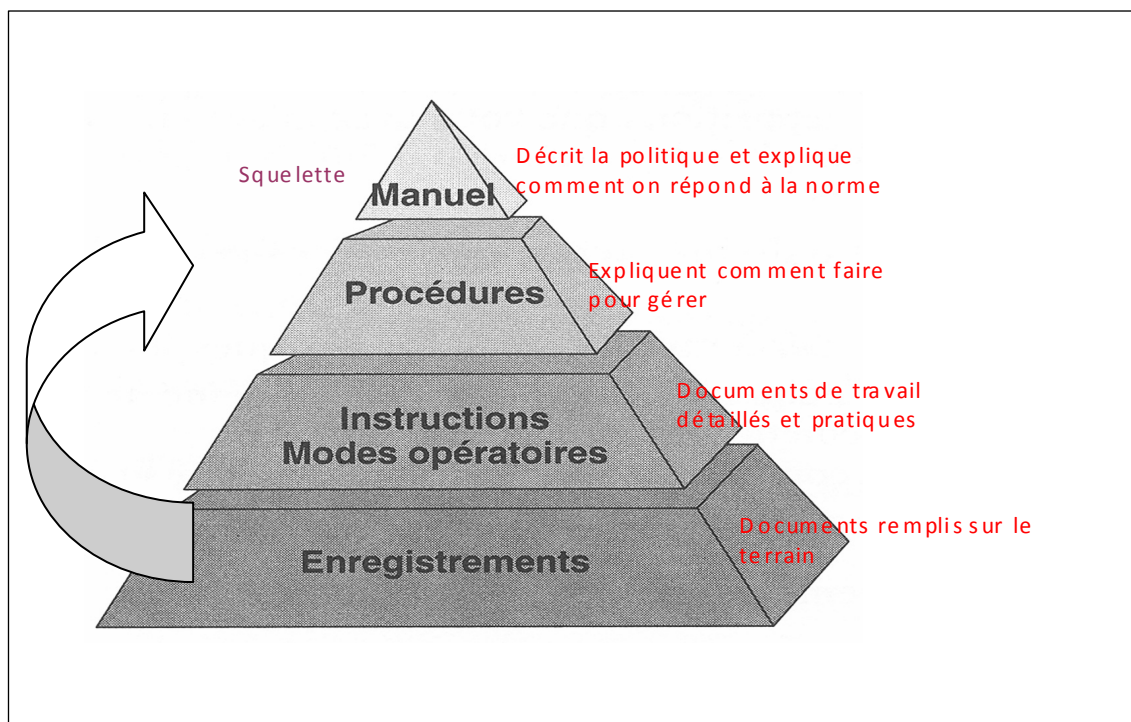 Squelette
Manuel
Décrit la politique et explique
comment on répond à la norme
Procédures
Expliquent comment faire
pour gérer
Instructions
Modes opératoires
Documents de travail
détaillés et pratiques
Enregistrements
Documents remplis sur le
terrain